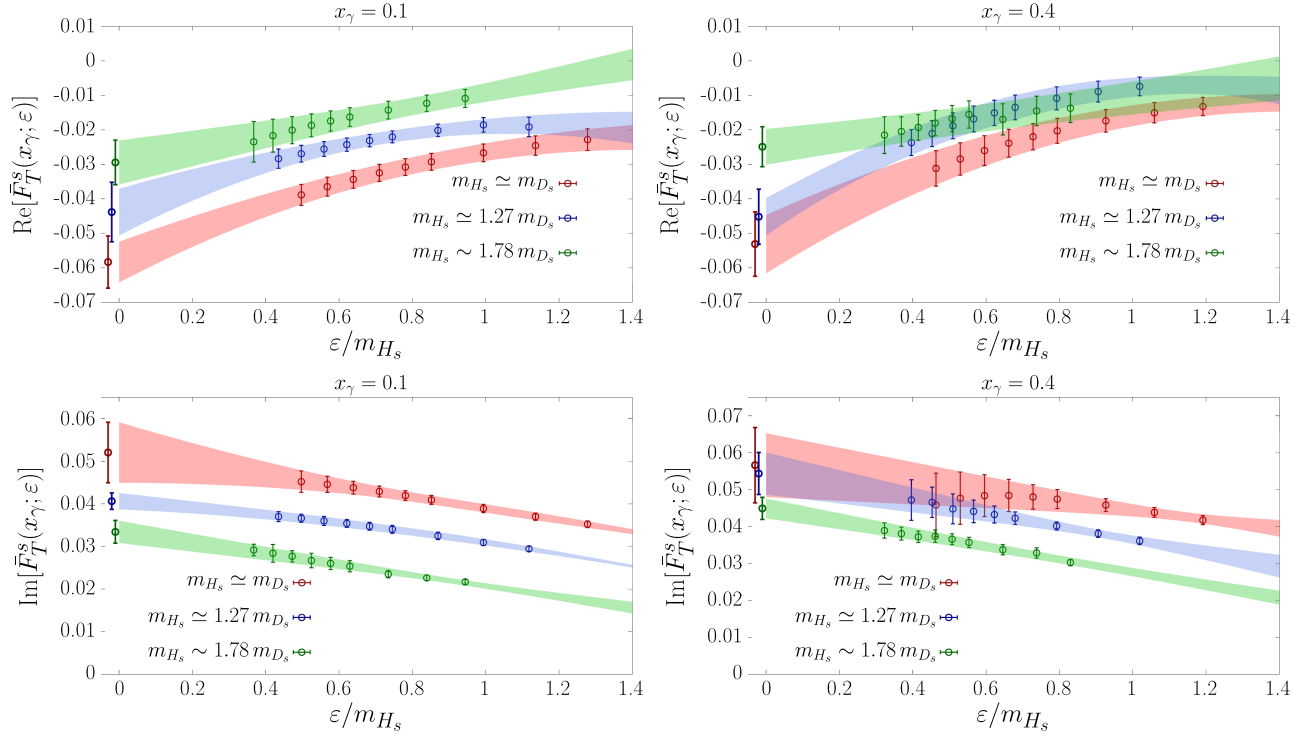 x_γ = 0.1
Re[F̄_T^s(x_γ; ε)]
0.01
0
-0.01
-0.02
-0.03
-0.04
-0.05
-0.06
-0.07
m_{H_s} ≃ m_{D_s}
m_{H_s} ≃ 1.27 m_{D_s}
m_{H_s} ∼ 1.78 m_{D_s}
0 0.2 0.4 0.6 0.8 1 1.2 1.4
ε/m_{H_s}
x_γ = 0.4
Re[F̄_T^s(x_γ; ε)]
0.01
0
-0.01
-0.02
-0.03
-0.04
-0.05
-0.06
-0.07
m_{H_s} ≃ m_{D_s}
m_{H_s} ≃ 1.27 m_{D_s}
m_{H_s} ∼ 1.78 m_{D_s}
0 0.2 0.4 0.6 0.8 1 1.2 1.4
ε/m_{H_s}
x_γ = 0.1
Im[F̄_T^s(x_γ; ε)]
0.06
0.05
0.04
0.03
0.02
0.01
0
m_{H_s} ≃ m_{D_s}
m_{H_s} ≃ 1.27 m_{D_s}
m_{H_s} ∼ 1.78 m_{D_s}
0 0.2 0.4 0.6 0.8 1 1.2 1.4
ε/m_{H_s}
x_γ = 0.4
Im[F̄_T^s(x_γ; ε)]
0.07
0.06
0.05
0.04
0.03
0.02
0.01
0
m_{H_s} ≃ m_{D_s}
m_{H_s} ≃ 1.27 m_{D_s}
m_{H_s} ∼ 1.78 m_{D_s}
0 0.2 0.4 0.6 0.8 1 1.2 1.4
ε/m_{H_s}